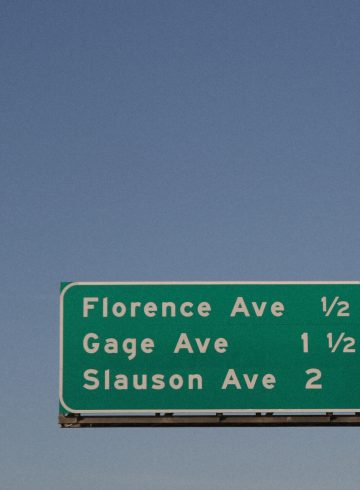 Florence Ave ½
Gage Ave 1 ½
Slauson Ave 2